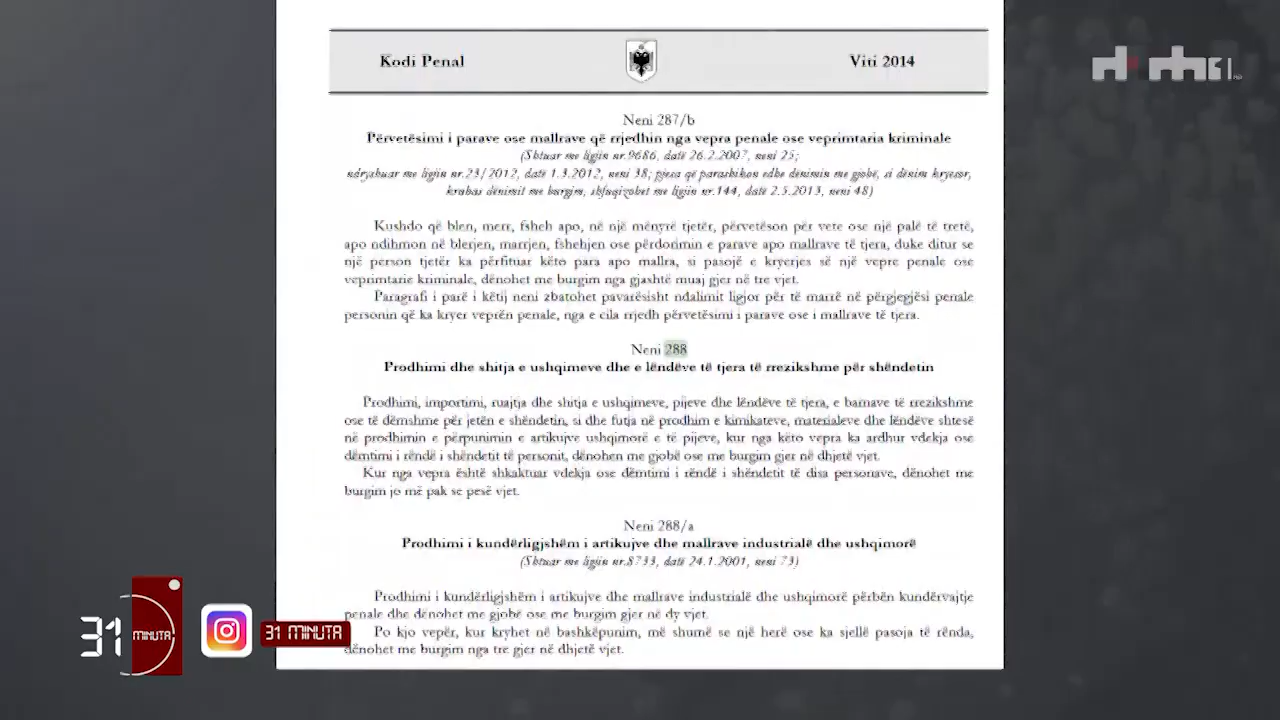 Kodi Penal
Viti 2014
Neni 287/b
Përvetësimi i parave ose mallrave që rrjedhin nga vepra penale ose veprimtaria kriminale
(Shtuar me ligjin nr.9686, datë 26.2.2007, neni 25;
ndryshuar me ligjin nr.23/2012, datë 1.3.2012, neni 38; pjesa që parashikon edhe dënimin me gjobë, si dënim kryesor,
krahas dënimit me burgim, shfuqizohet me ligjin nr.144, datë 2.5.2013, neni 48)
Kushdo që blen, merr, fsheh apo, në një mënyrë tjetër, përvetëson për vete ose një palë të tretë,
apo ndihmon në blerjen, marrjen, fshehjen ose përdorimin e parave apo mallrave të tjera, duke ditur se
një person tjetër ka përfituar këto para apo mallra, si pasojë e kryerjes së një vepre penale ose
veprimtarie kriminale, dënohet me burgim nga gjashtë muaj gjer në tre vjet.
Paragrafi i parë i këtij neni zbatohet pavarësisht ndalimit ligjor për të marrë në përgjegjësi penale
personin që ka kryer veprën penale, nga e cila rrjedh përvetësimi i parave ose i mallrave të tjera.
Neni 288
Prodhimi dhe shitja e ushqimeve dhe e lëndëve të tjera të rrezikshme për shëndetin
Prodhimi, importimi, ruajtja dhe shitja e ushqimeve, pijeve dhe lëndëve të tjera, e barnave të rrezikshme
ose të dëmshme për jetën e shëndetin, si dhe futja në prodhim e kimikateve, materialeve dhe lëndëve shtesë
në prodhimin e përpunimin e artikujve ushqimorë e të pijeve, kur nga këto vepra ka ardhur vdekja ose
dëmtimi i rëndë i shëndetit të personit, dënohen me gjobë ose me burgim gjer në dhjetë vjet.
Kur nga vepra është shkaktuar vdekja ose dëmtimi i rëndë i shëndetit të disa personave, dënohet me
burgim jo më pak se pesë vjet.
Neni 288/a
Prodhimi i kundërligjshëm i artikujve dhe mallrave industrialë dhe ushqimorë
(Shtuar me ligjin nr.8733, datë 24.1.2001, neni 73)
Prodhimi i kundërligjshëm i artikujve dhe mallrave industrialë dhe ushqimorë përbën kundërvajtje
penale dhe dënohet me gjobë ose me burgim gjer në dy vjet.
Po kjo vepër, kur kryhet në bashkëpunim, më shumë se një herë ose ka sjellë pasoja të rënda,
dënohet me burgim nga tre gjer në dhjetë vjet.
31 MINUTA
31 MINUTA